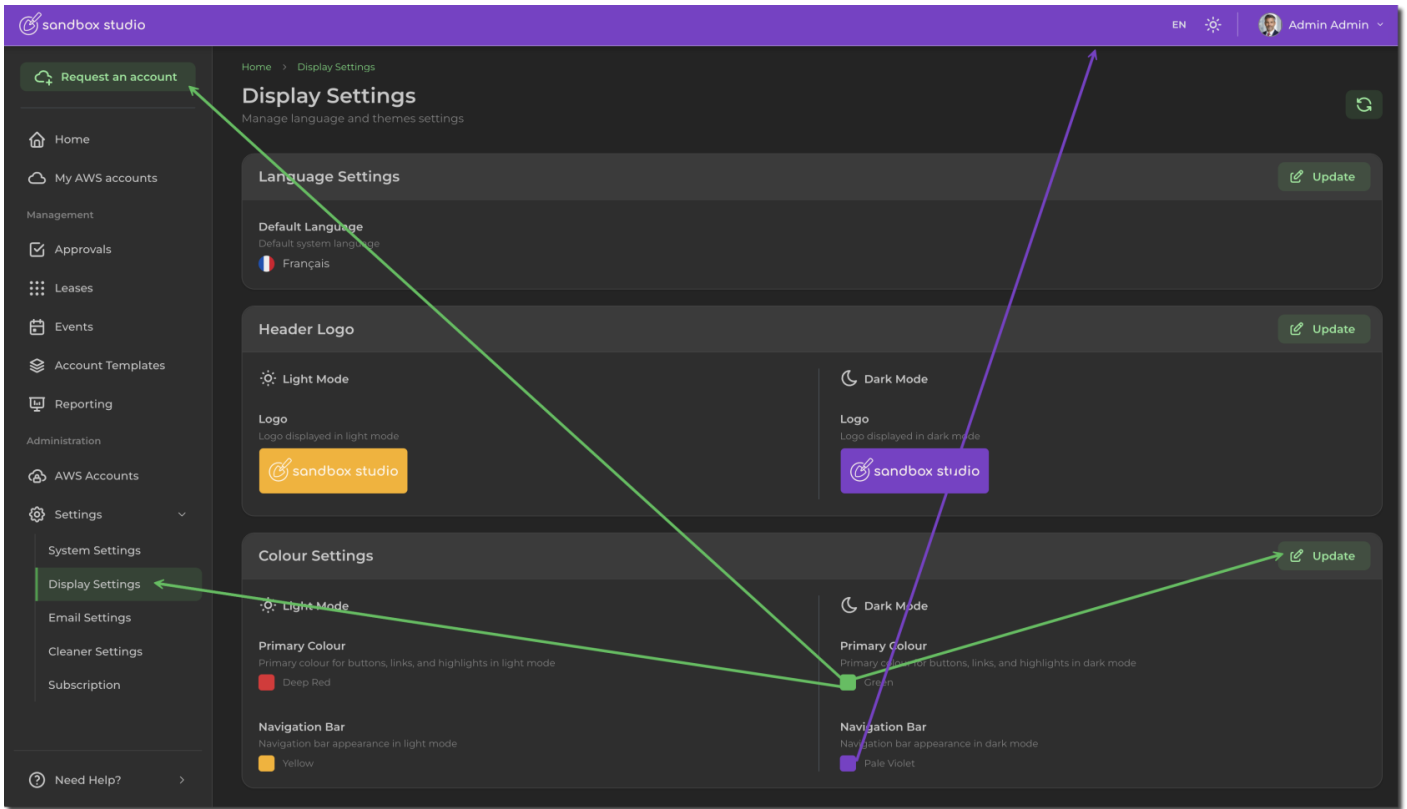 sandbox studio
EN
Admin Admin
Request an account
Home
My AWS accounts
Management
Approvals
Leases
Events
Account Templates
Reporting
Administration
AWS Accounts
Settings
System Settings
Display Settings
Email Settings
Cleaner Settings
Subscription
Need Help?
Home > Display Settings
Display Settings
Manage language and themes settings
Language Settings
Update
Default Language
Default system language
Français
Header Logo
Update
Light Mode
Logo
Logo displayed in light mode
sandbox studio
Dark Mode
Logo
Logo displayed in dark mode
sandbox studio
Colour Settings
Update
Light Mode
Primary Colour
Primary colour for buttons, links, and highlights in light mode
Deep Red
Navigation Bar
Navigation bar appearance in light mode
Yellow
Dark Mode
Primary Colour
Primary colour for buttons, links, and highlights in dark mode
Green
Navigation Bar
Navigation bar appearance in dark mode
Pale Violet